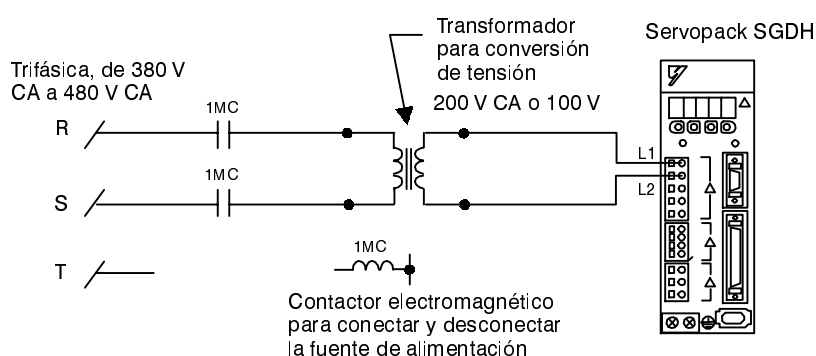 Transformador
para conversión
de tensión
200 V CA o 100 V
Servopack SGDH
Trifásica, de 380 V
CA a 480 V CA
R
1MC
L1
S
1MC
L2
T
1MC
Contactor electromagnético
para conectar y desconectar
la fuente de alimentación